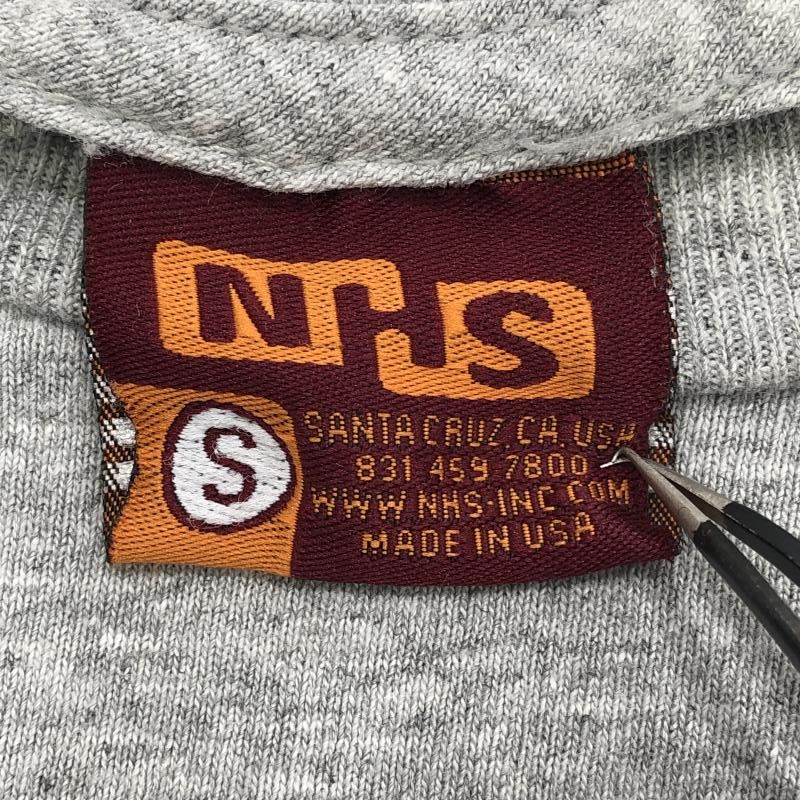 NHS
S
SANTA CRUZ, CA. USA
831 459 7800
WWW.NHS-INC.COM
MADE IN USA